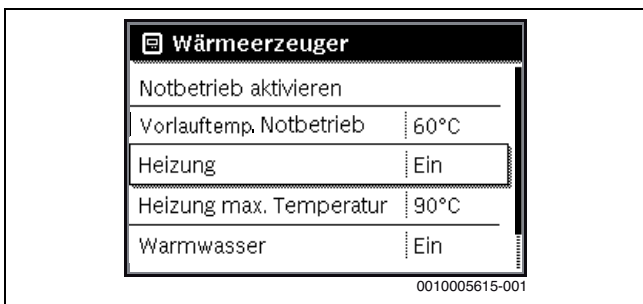 Wärmeerzeuger
Notbetrieb aktivieren
Vorlauftemp. Notbetrieb 60°C
Heizung Ein
Heizung max. Temperatur 90°C
Warmwasser Ein
0010005615-001